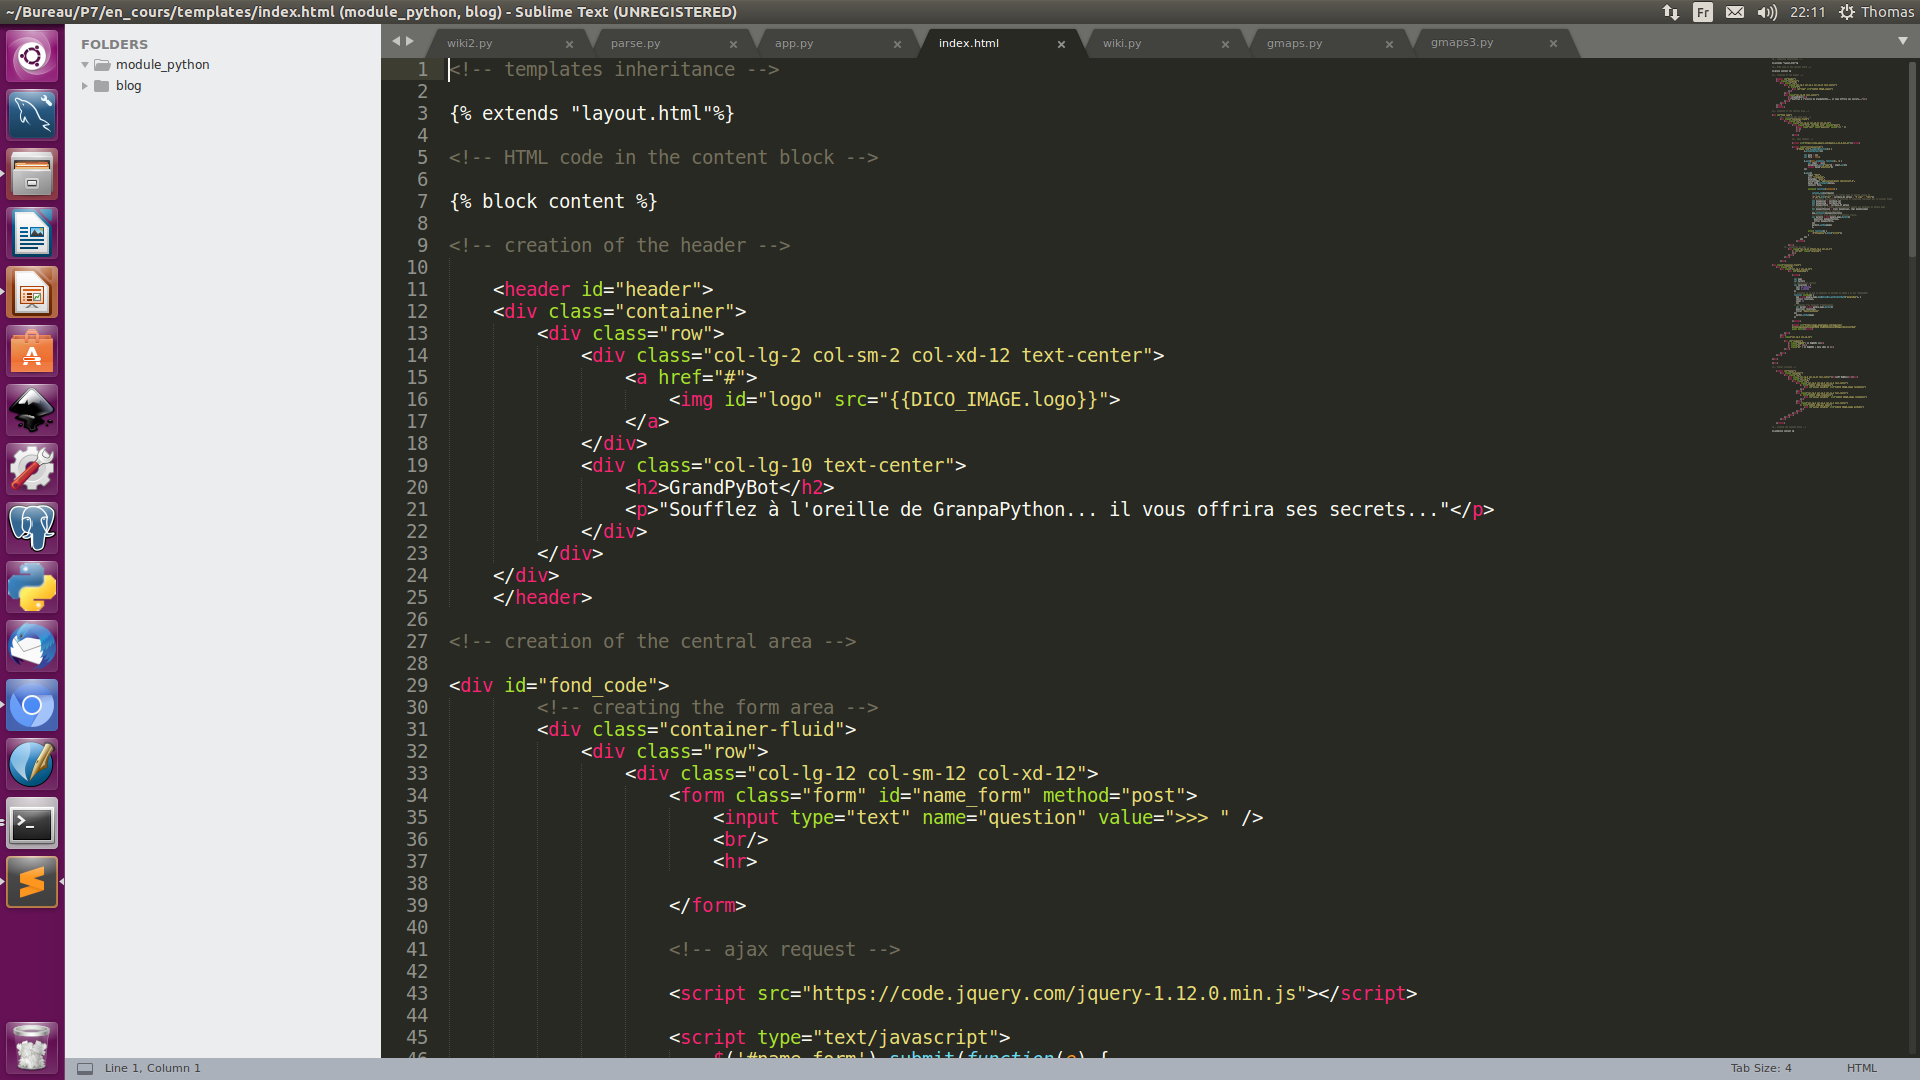 ~/Bureau/P7/en_cours/templates/index.html (module_python, blog) - Sublime Text (UNREGISTERED)
Fr
22:11
Thomas
FOLDERS
module_python
blog
wiki2.py
parse.py
app.py
index.html
wiki.py
gmaps.py
gmaps3.py
1 <!-- templates inheritance -->
2
3 {% extends "layout.html"%}
4
5 <!-- HTML code in the content block -->
6
7 {% block content %}
8
9 <!-- creation of the header -->
10
11 <header id="header">
12 <div class="container">
13 <div class="row">
14 <div class="col-lg-2 col-sm-2 col-xd-12 text-center">
15 <a href="#">
16 <img id="logo" src="{{DICO_IMAGE.logo}}">
17 </a>
18 </div>
19 <div class="col-lg-10 text-center">
20 <h2>GrandPyBot</h2>
21 <p>"Soufflez à l'oreille de GranpaPython... il vous offrira ses secrets..."</p>
22 </div>
23 </div>
24 </div>
25 </header>
26
27 <!-- creation of the central area -->
28
29 <div id="fond_code">
30 <!-- creating the form area -->
31 <div class="container-fluid">
32 <div class="row">
33 <div class="col-lg-12 col-sm-12 col-xd-12">
34 <form class="form" id="name_form" method="post">
35 <input type="text" name="question" value=">>> " />
36 <br/>
37 <hr>
38
39 </form>
40
41 <!-- ajax request -->
42
43 <script src="https://code.jquery.com/jquery-1.12.0.min.js"></script>
44
45 <script type="text/javascript">
46 $('#name_form').submit(function(e) {
Line 1, Column 1
Tab Size: 4
HTML